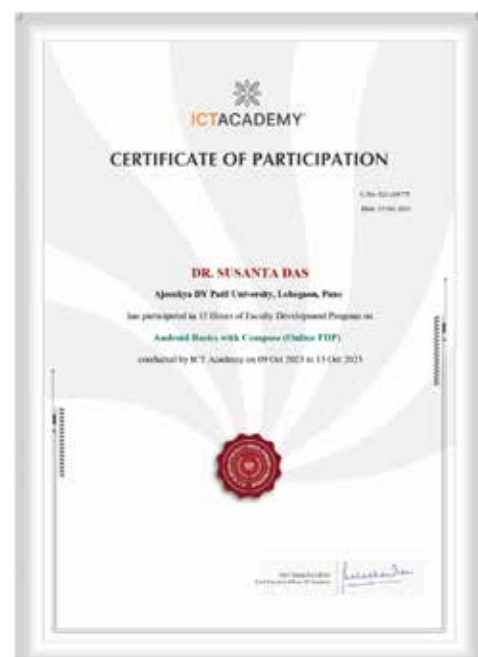 ICTACADEMY
CERTIFICATE OF PARTICIPATION
DR. SUSANTA DAS
Ajeenkya DY Patil University, Lohegaon, Pune
has participated in 15 Hours of Faculty Development Program on
Android Basics with Compose (Online FDP)
conducted by ICT Academy on 09 Oct 2023 to 13 Oct 2023